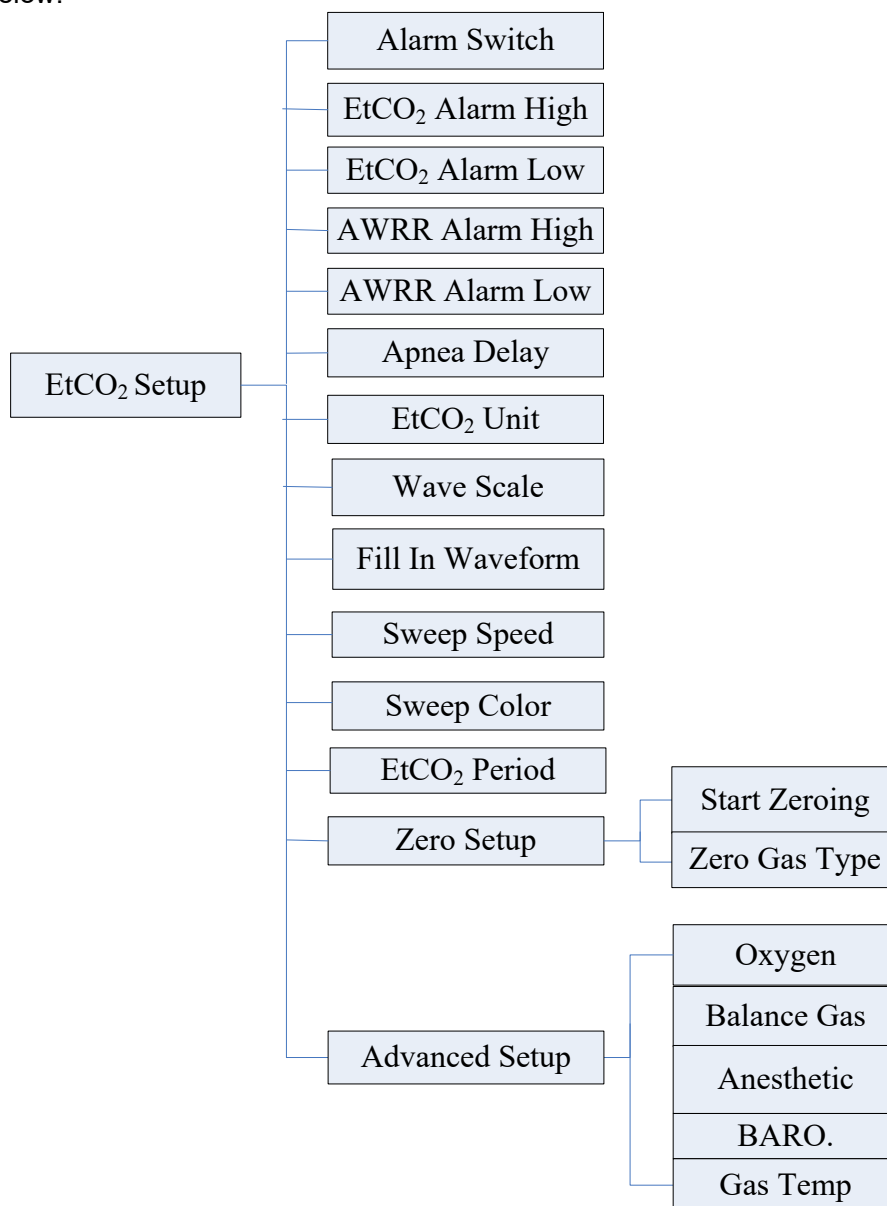 Alarm Switch
EtCO₂ Alarm High
EtCO₂ Alarm Low
AWRR Alarm High
AWRR Alarm Low
Apnea Delay
EtCO₂ Setup
EtCO₂ Unit
Wave Scale
Fill In Waveform
Sweep Speed
Sweep Color
EtCO₂ Period
Zero Setup
Start Zeroing
Zero Gas Type
Advanced Setup
Oxygen
Balance Gas
Anesthetic
BARO.
Gas Temp